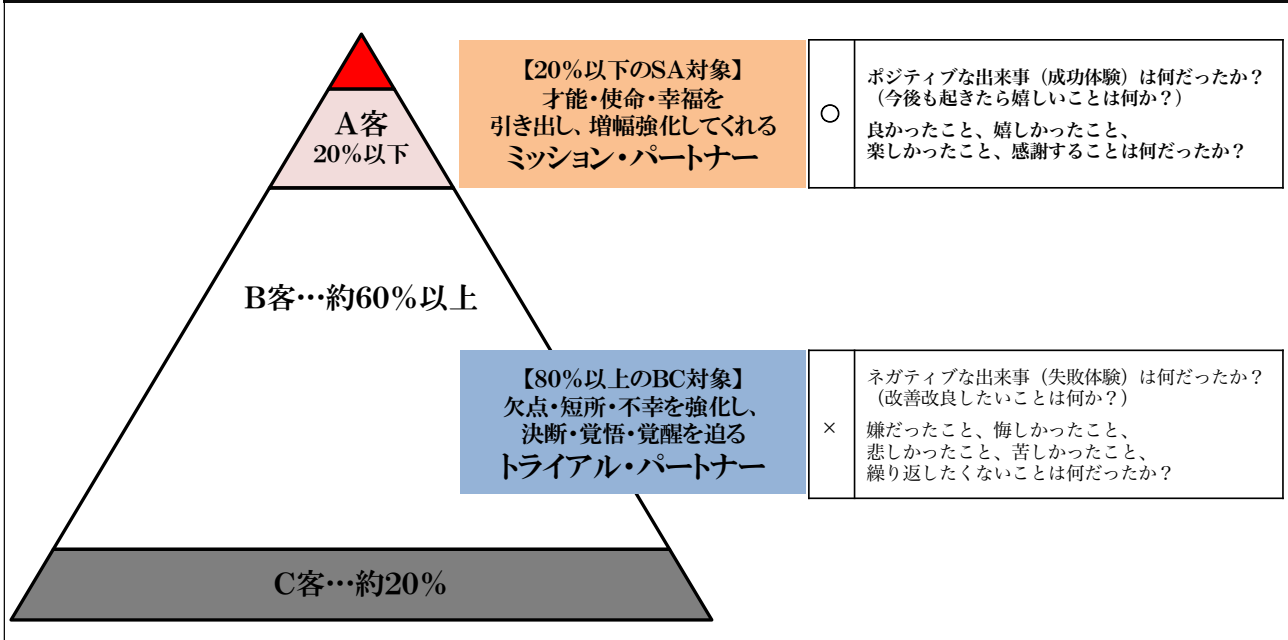 A客
20%以下
B客…約60%以上
C客…約20%
【20%以下のSA対象】
才能・使命・幸福を
引き出し、増幅強化してくれる
ミッション・パートナー
○
ポジティブな出来事（成功体験）は何だったか？
（今後も起きたら嬉しいことは何か？）
良かったこと、嬉しかったこと、
楽しかったこと、感謝することは何だったか？
【80%以上のBC対象】
欠点・短所・不幸を強化し、
決断・覚悟・覚醒を迫る
トライアル・パートナー
×
ネガティブな出来事（失敗体験）は何だったか？
（改善改良したいことは何か？）
嫌だったこと、悔しかったこと、
悲しかったこと、苦しかったこと、
繰り返したくないことは何だったか？